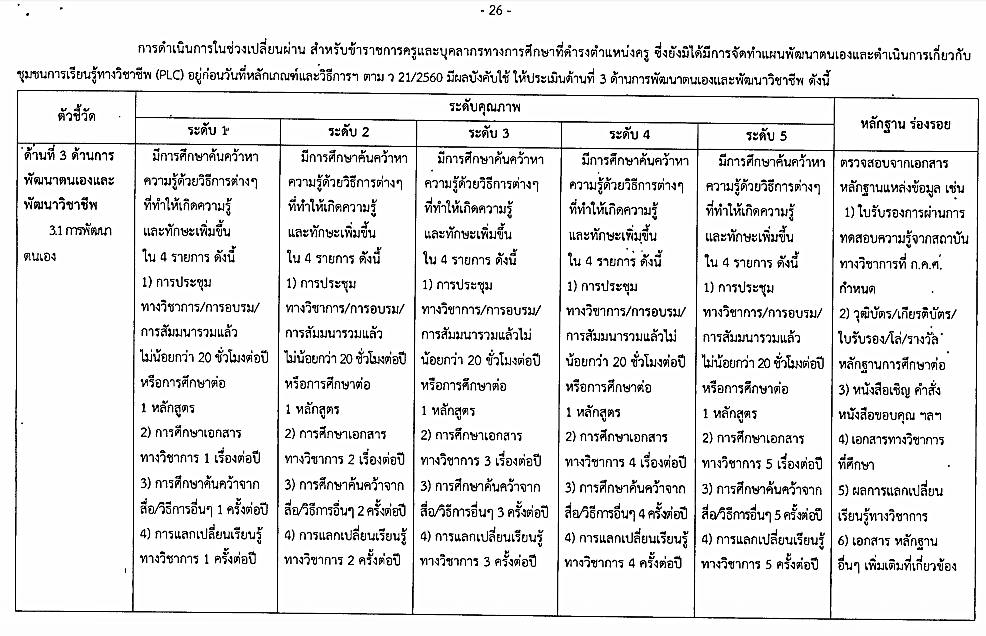 - 26 -
การดำเนินการในช่วงเปลี่ยนผ่าน สำหรับข้าราชการครูและบุคลากรทางการศึกษาที่ดำรงตำแหน่งครู ซึ่งยังมิได้มีการจัดทำแผนพัฒนาตนเองและดำเนินการเกี่ยวกับ
ชุมชนการเรียนรู้ทางวิชาชีพ (PLC) อยู่ก่อนวันที่หลักเกณฑ์และวิธีการฯ ตาม ว 21/2560 มีผลบังคับใช้ ให้ประเมินด้านที่ 3 ด้านการพัฒนาตนเองและพัฒนาวิชาชีพ ดังนี้
ตัวชี้วัด
ระดับคุณภาพ
หลักฐาน ร่องรอย
ระดับ 1
ระดับ 2
ระดับ 3
ระดับ 4
ระดับ 5
ด้านที่ 3 ด้านการ
พัฒนาตนเองและ
พัฒนาวิชาชีพ
3.1 การพัฒนา
ตนเอง
มีการศึกษาค้นคว้าหา
ความรู้ด้วยวิธีการต่างๆ
ที่ทำให้เกิดความรู้
และทักษะเพิ่มขึ้น
ใน 4 รายการ ดังนี้
1) การประชุม
ทางวิชาการ/การอบรม/
การสัมมนารวมแล้ว
ไม่น้อยกว่า 20 ชั่วโมงต่อปี
หรือการศึกษาต่อ
1 หลักสูตร
2) การศึกษาเอกสาร
ทางวิชาการ 1 เรื่องต่อปี
3) การศึกษาค้นคว้าจาก
สื่อ/วิธีการอื่นๆ 1 ครั้งต่อปี
4) การแลกเปลี่ยนเรียนรู้
ทางวิชาการ 1 ครั้งต่อปี
มีการศึกษาค้นคว้าหา
ความรู้ด้วยวิธีการต่างๆ
ที่ทำให้เกิดความรู้
และทักษะเพิ่มขึ้น
ใน 4 รายการ ดังนี้
1) การประชุม
ทางวิชาการ/การอบรม/
การสัมมนารวมแล้ว
ไม่น้อยกว่า 20 ชั่วโมงต่อปี
หรือการศึกษาต่อ
1 หลักสูตร
2) การศึกษาเอกสาร
ทางวิชาการ 2 เรื่องต่อปี
3) การศึกษาค้นคว้าจาก
สื่อ/วิธีการอื่นๆ 2 ครั้งต่อปี
4) การแลกเปลี่ยนเรียนรู้
ทางวิชาการ 2 ครั้งต่อปี
มีการศึกษาค้นคว้าหา
ความรู้ด้วยวิธีการต่างๆ
ที่ทำให้เกิดความรู้
และทักษะเพิ่มขึ้น
ใน 4 รายการ ดังนี้
1) การประชุม
ทางวิชาการ/การอบรม/
การสัมมนารวมแล้วไม่
น้อยกว่า 20 ชั่วโมงต่อปี
หรือการศึกษาต่อ
1 หลักสูตร
2) การศึกษาเอกสาร
ทางวิชาการ 3 เรื่องต่อปี
3) การศึกษาค้นคว้าจาก
สื่อ/วิธีการอื่นๆ 3 ครั้งต่อปี
4) การแลกเปลี่ยนเรียนรู้
ทางวิชาการ 3 ครั้งต่อปี
มีการศึกษาค้นคว้าหา
ความรู้ด้วยวิธีการต่างๆ
ที่ทำให้เกิดความรู้
และทักษะเพิ่มขึ้น
ใน 4 รายการ ดังนี้
1) การประชุม
ทางวิชาการ/การอบรม/
การสัมมนารวมแล้วไม่
น้อยกว่า 20 ชั่วโมงต่อปี
หรือการศึกษาต่อ
1 หลักสูตร
2) การศึกษาเอกสาร
ทางวิชาการ 4 เรื่องต่อปี
3) การศึกษาค้นคว้าจาก
สื่อ/วิธีการอื่นๆ 4 ครั้งต่อปี
4) การแลกเปลี่ยนเรียนรู้
ทางวิชาการ 4 ครั้งต่อปี
มีการศึกษาค้นคว้าหา
ความรู้ด้วยวิธีการต่างๆ
ที่ทำให้เกิดความรู้
และทักษะเพิ่มขึ้น
ใน 4 รายการ ดังนี้
1) การประชุม
ทางวิชาการ/การอบรม/
การสัมมนารวมแล้ว
ไม่น้อยกว่า 20 ชั่วโมงต่อปี
หรือการศึกษาต่อ
1 หลักสูตร
2) การศึกษาเอกสาร
ทางวิชาการ 5 เรื่องต่อปี
3) การศึกษาค้นคว้าจาก
สื่อ/วิธีการอื่นๆ 5 ครั้งต่อปี
4) การแลกเปลี่ยนเรียนรู้
ทางวิชาการ 5 ครั้งต่อปี
ตรวจสอบจากเอกสาร
หลักฐานแหล่งข้อมูล เช่น
1) ใบรับรองการผ่านการ
ทดสอบความรู้จากสถาบัน
ทางวิชาการที่ ก.ค.ศ.
กำหนด
2) วุฒิบัตร/เกียรติบัตร/
ใบรับรอง/โล่/รางวัล
หลักฐานการศึกษาต่อ
3) หนังสือเชิญ คำสั่ง
หนังสือขอบคุณ ฯลฯ
4) เอกสารทางวิชาการ
ที่ศึกษา
5) ผลการแลกเปลี่ยน
เรียนรู้ทางวิชาการ
6) เอกสาร หลักฐาน
อื่นๆ เพิ่มเติมที่เกี่ยวข้อง